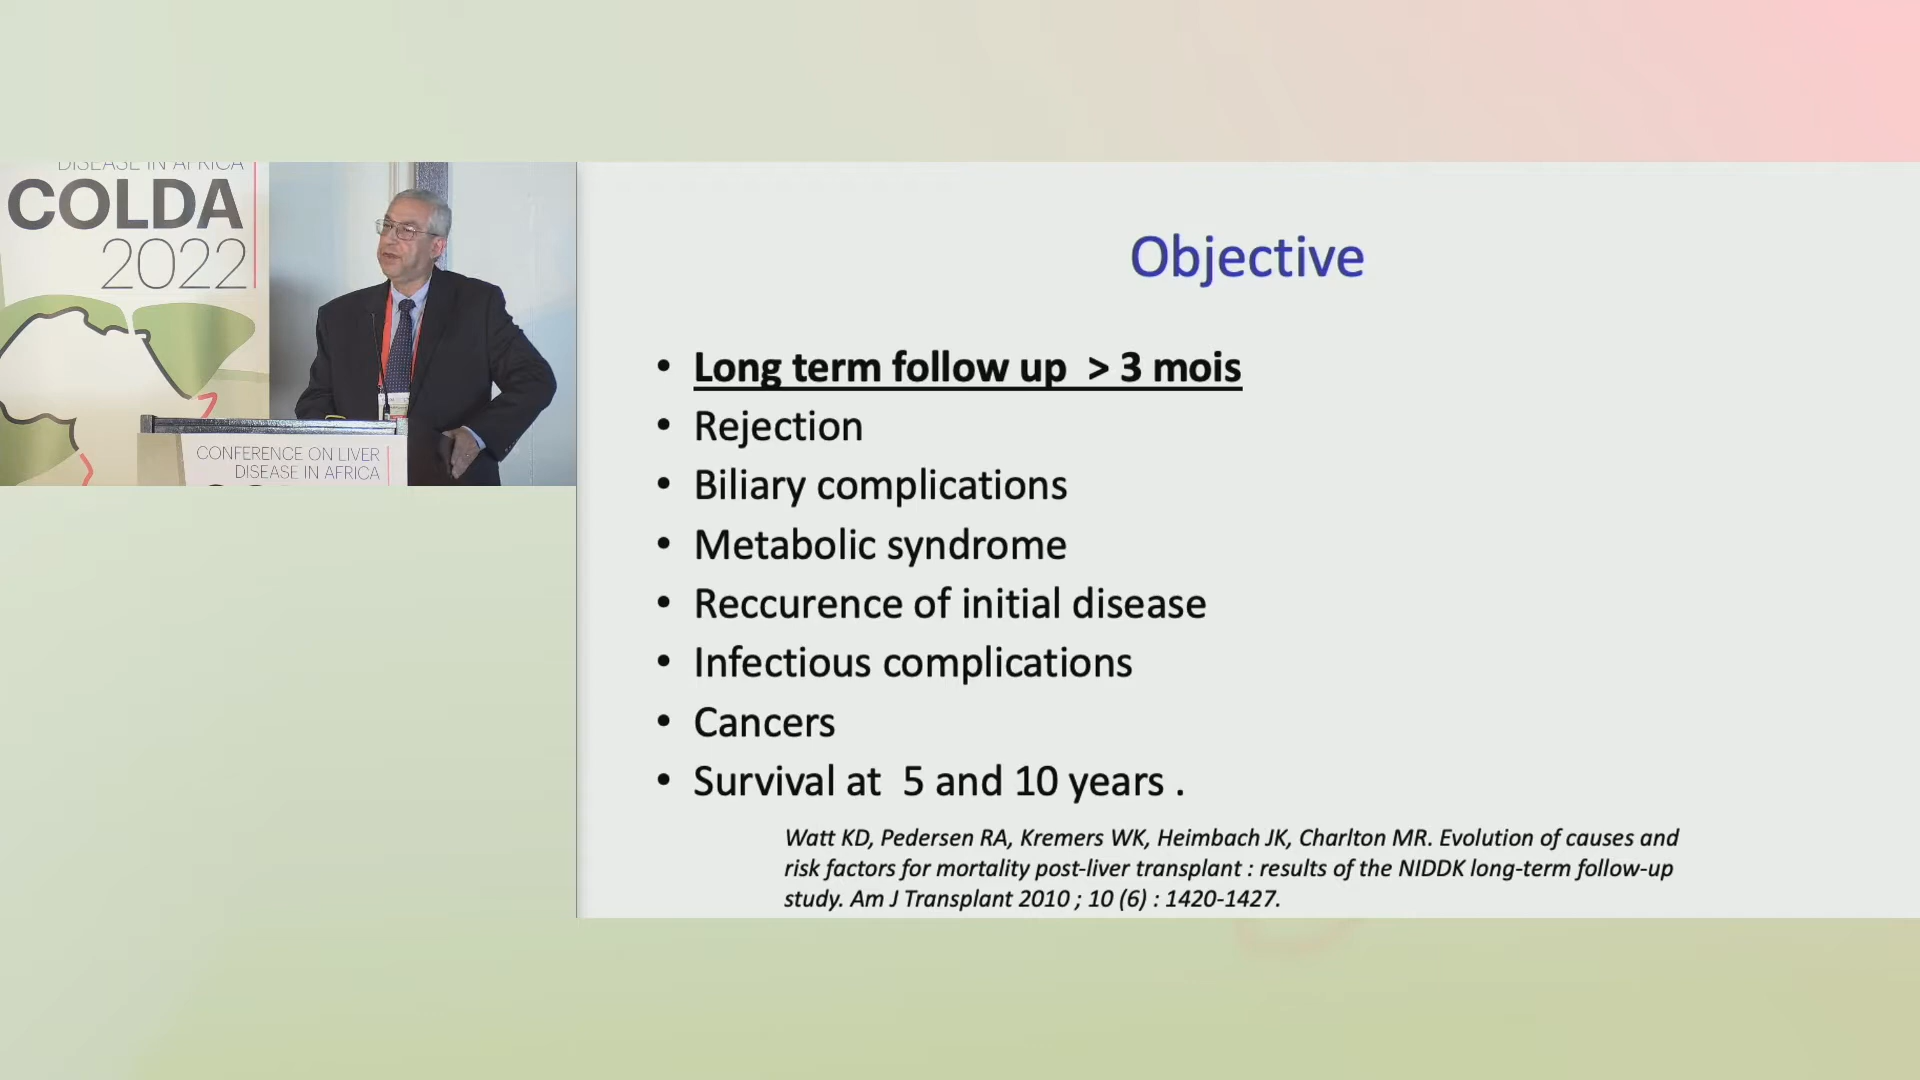 DISEASE IN AFRICA
COLDA
2022
CONFERENCE ON LIVER
DISEASE IN AFRICA
Objective
• Long term follow up > 3 mois
• Rejection
• Biliary complications
• Metabolic syndrome
• Reccurence of initial disease
• Infectious complications
• Cancers
• Survival at 5 and 10 years .
Watt KD, Pedersen RA, Kremers WK, Heimbach JK, Charlton MR. Evolution of causes and
risk factors for mortality post-liver transplant : results of the NIDDK long-term follow-up
study. Am J Transplant 2010 ; 10 (6) : 1420-1427.